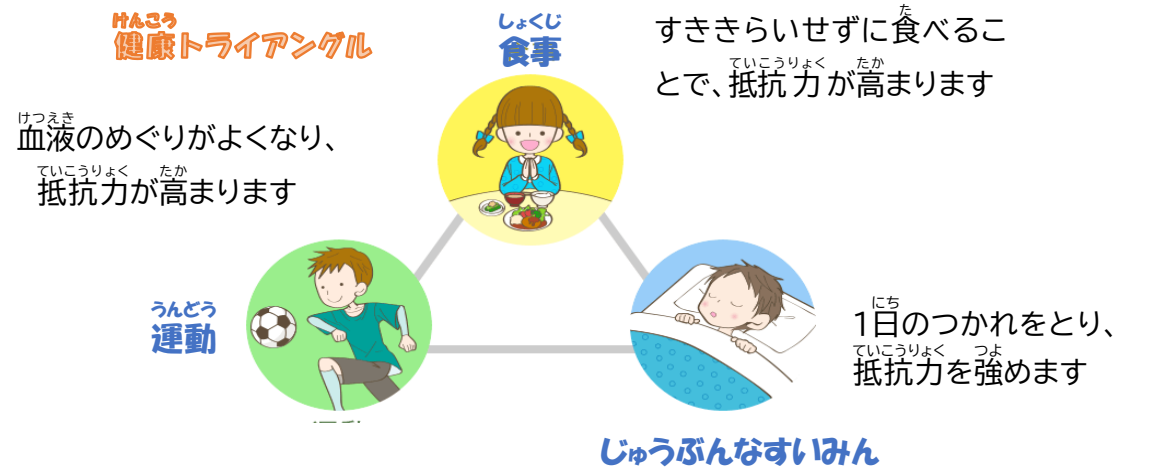 けんこう
健康トライアングル
しょくじ
食事
た
すききらいせずに食べるこ
ていこうりょく たか
とで、抵抗力が高まります
けつえき
血液のめぐりがよくなり、
ていこうりょく たか
抵抗力が高まります
うんどう
運動
にち
1日のつかれをとり、
ていこうりょく つよ
抵抗力を強めます
じゅうぶんなすいみん